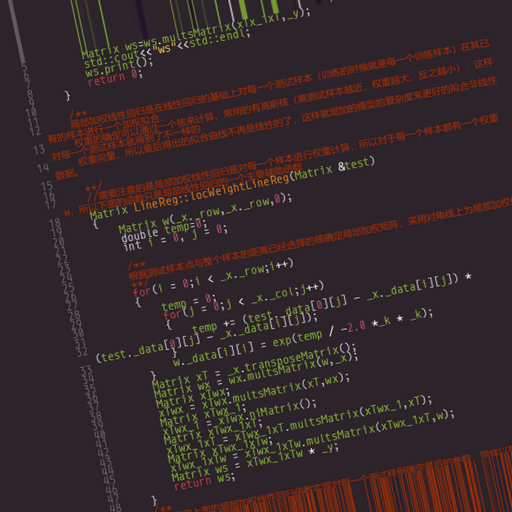 Matrix ws=ws.multsMatrix(xTx_1xT,_y);
std::cout<<"ws"<<std::endl;
ws.print();
return 0;
}
/**
局部加权线性回归是在线性回归的基础上对每一个测试样本（训练的时候就是每一个训练样本）在其已
有的样本进行一个加权拟合，
权重的确定可以通过一个核来计算，常用的有高斯核（离测试样本越近，权重越大，反之越小），这样
对每一个测试样本就得到了不一样的
权重向量，所以最后得出的拟合曲线不再是线性的了，这样就增加的模型的复杂度来更好的拟合非线性
数据。
**/
//需要注意的是局部加权线性回归是对每一个样本进行权重计算，所以对于每一个样本都有一个权重
w，所以下面的函数只是局部线性回归的一个主要辅助函数
Matrix LineReg::locWeightLineReg(Matrix &test)
{
Matrix w(_x._row,_x._row,0);
double temp=0;
int i = 0, j = 0;
/**
根据测试样本点与整个样本的距离已经选择的核确定局部加权矩阵，采用对角线上为局部加权
**/
for(i = 0;i < _x._row;i++)
{
temp = 0;
for(j = 0;j < _x._col;j++)
{
temp += (test._data[0][j] - _x._data[i][j]) *
(test._data[0][j] - _x._data[i][j]);
}
w._data[i][i] = exp(temp / -2.0 *_k * _k);
}
Matrix xT = _x.transposeMatrix();
Matrix wx = wx.multsMatrix(w,_x);
Matrix xTwx;
xTwx = xTwx.multsMatrix(xT,wx);
Matrix xTwx_1;
xTwx_1 = xTwx.niMatrix();
Matrix xTwx_1xT;
xTwx_1xT = xTwx_1xT.multsMatrix(xTwx_1,xT);
Matrix xTwx_1xTw;
xTwx_1xTw = xTwx_1xTw.multsMatrix(xTwx_1xT,w);
Matrix ws = xTwx_1xTw * _y;
return ws;
}
/**